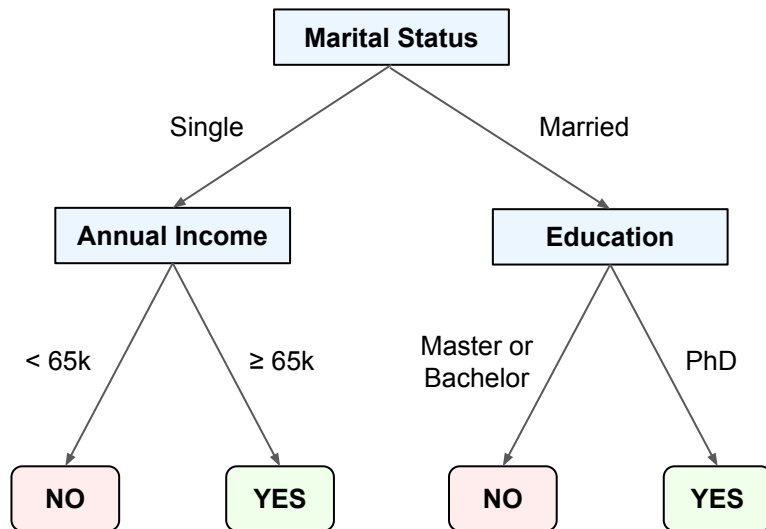 Marital Status
Single
Married
Annual Income
Education
< 65k
≥ 65k
Master or
Bachelor
PhD
NO
YES
NO
YES